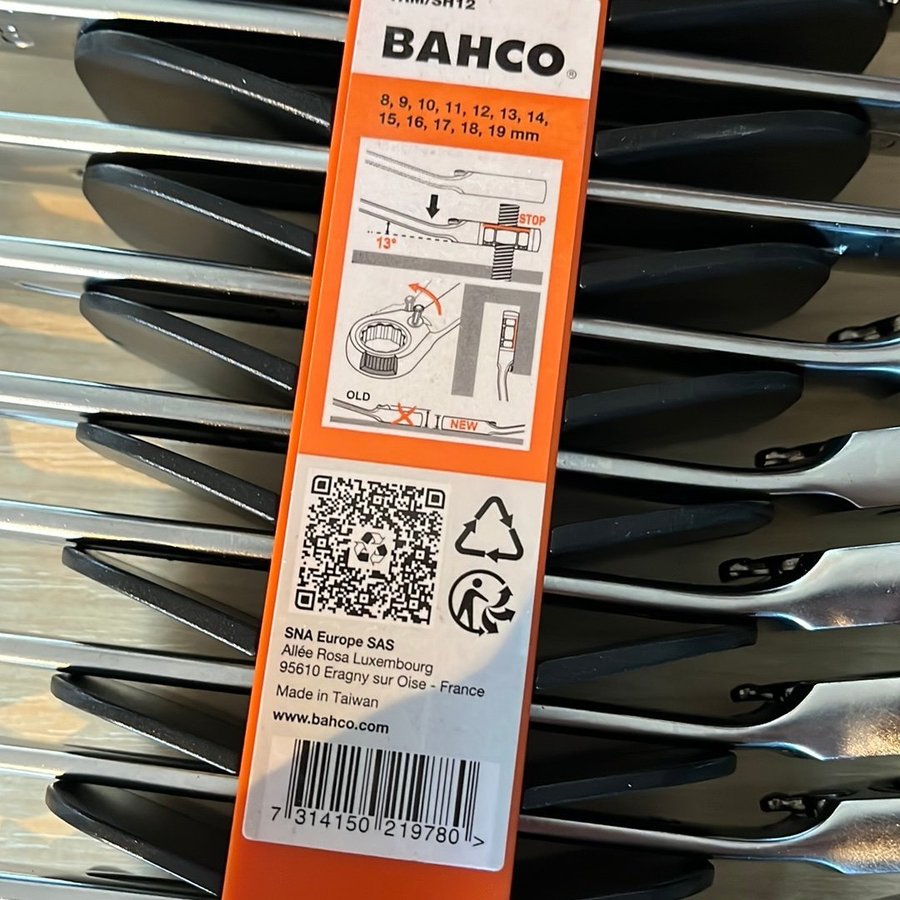 BAHCO®
8, 9, 10, 11, 12, 13, 14,
15, 16, 17, 18, 19 mm
STOP
13°
OLD
NEW
SNA Europe SAS
Allée Rosa Luxembourg
95610 Eragny sur Oise - France
Made in Taiwan
www.bahco.com
7 314150 219780 >